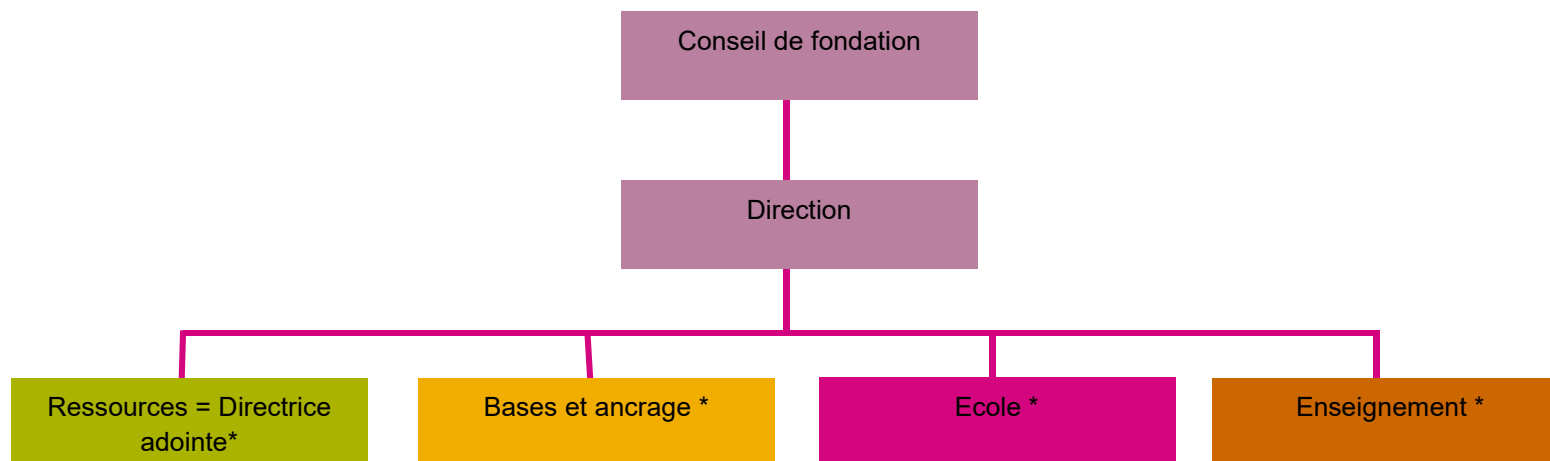 Conseil de fondation
Direction
Ressources = Directrice
adointe*
Bases et ancrage *
Ecole *
Enseignement *